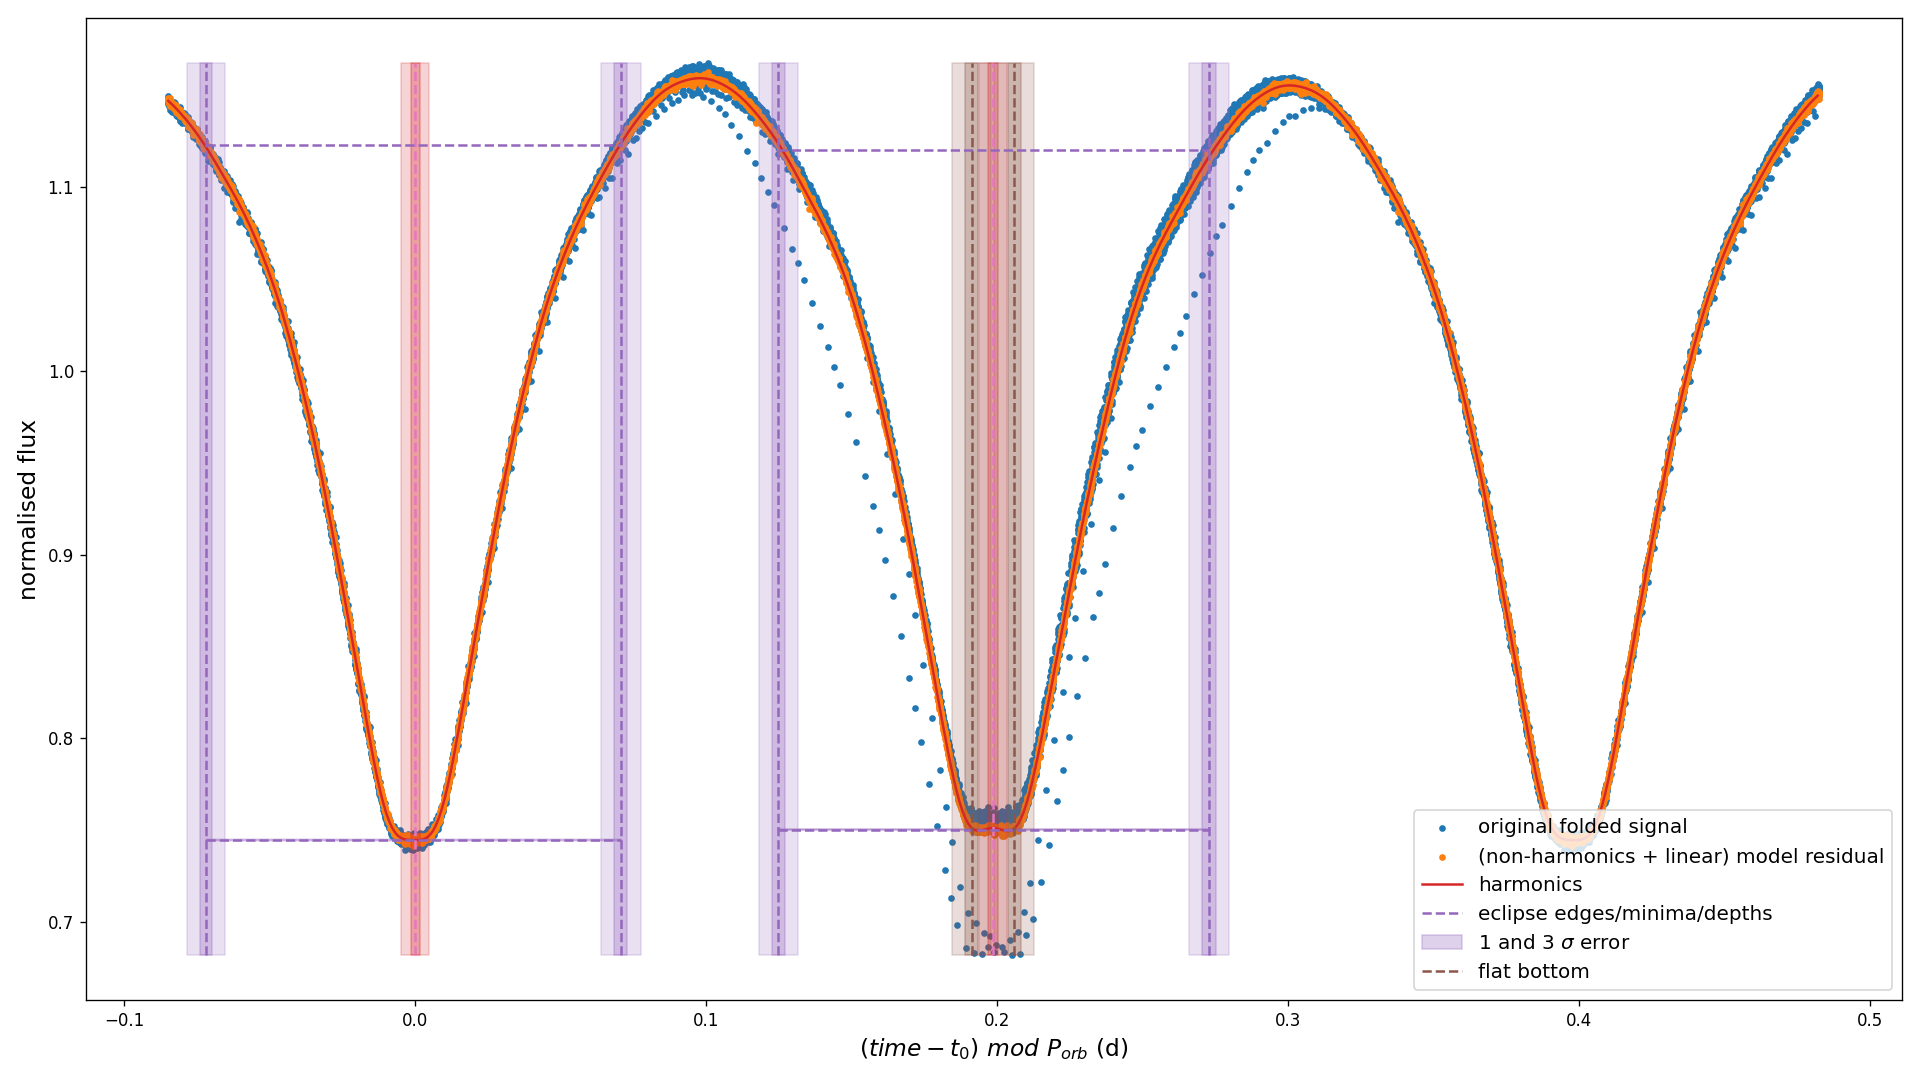 normalised flux
1.1
1.0
0.9
0.8
0.7
−0.1
0.0
0.1
0.2
0.3
0.4
0.5
(time − t₀) mod P_orb (d)
original folded signal
(non-harmonics + linear) model residual
harmonics
eclipse edges/minima/depths
1 and 3 σ error
flat bottom